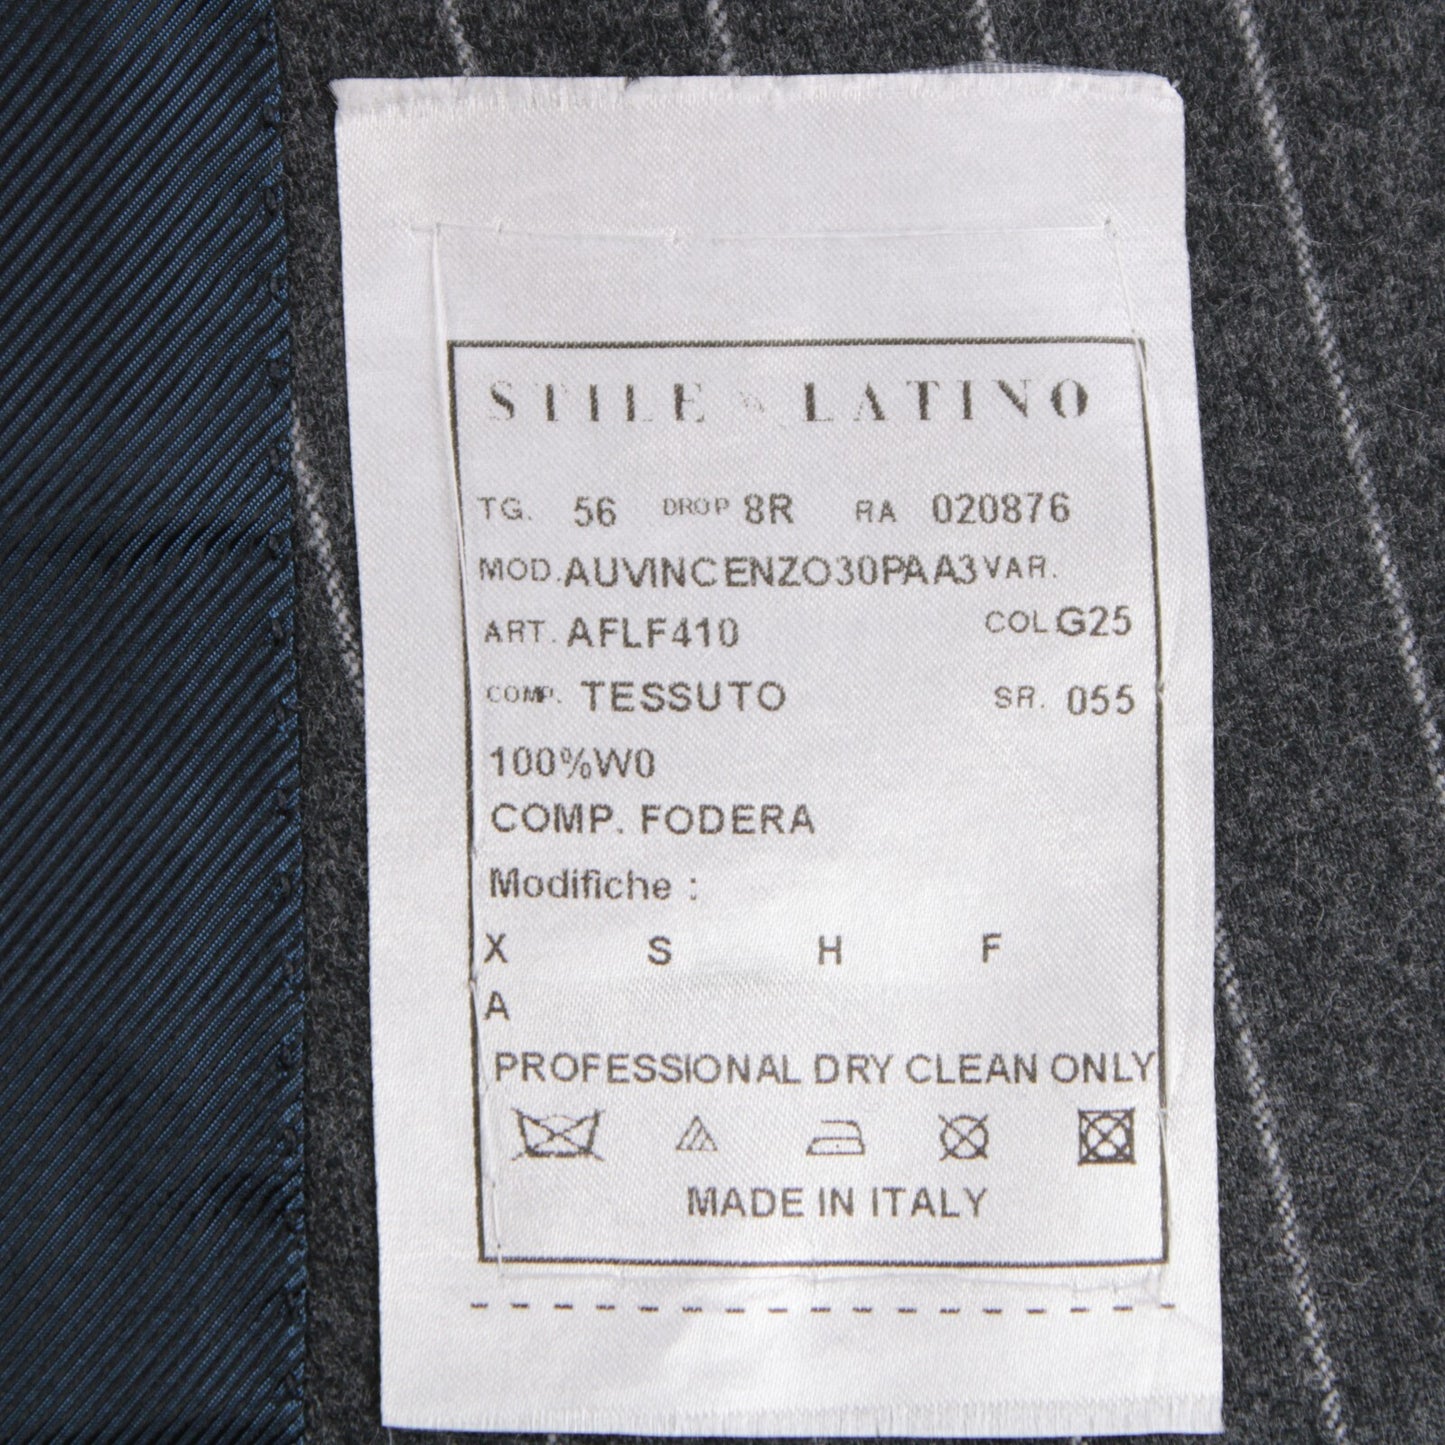 STILE LATINO
TG. 56 DROP 8R RA 020876
MOD. AUVINCENZO30PAA3 VAR.
ART. AFLF410 COL. G25
COMP. TESSUTO SR. 055
100%W0
COMP. FODERA
Modifiche :
X S H F
A
PROFESSIONAL DRY CLEAN ONLY
MADE IN ITALY